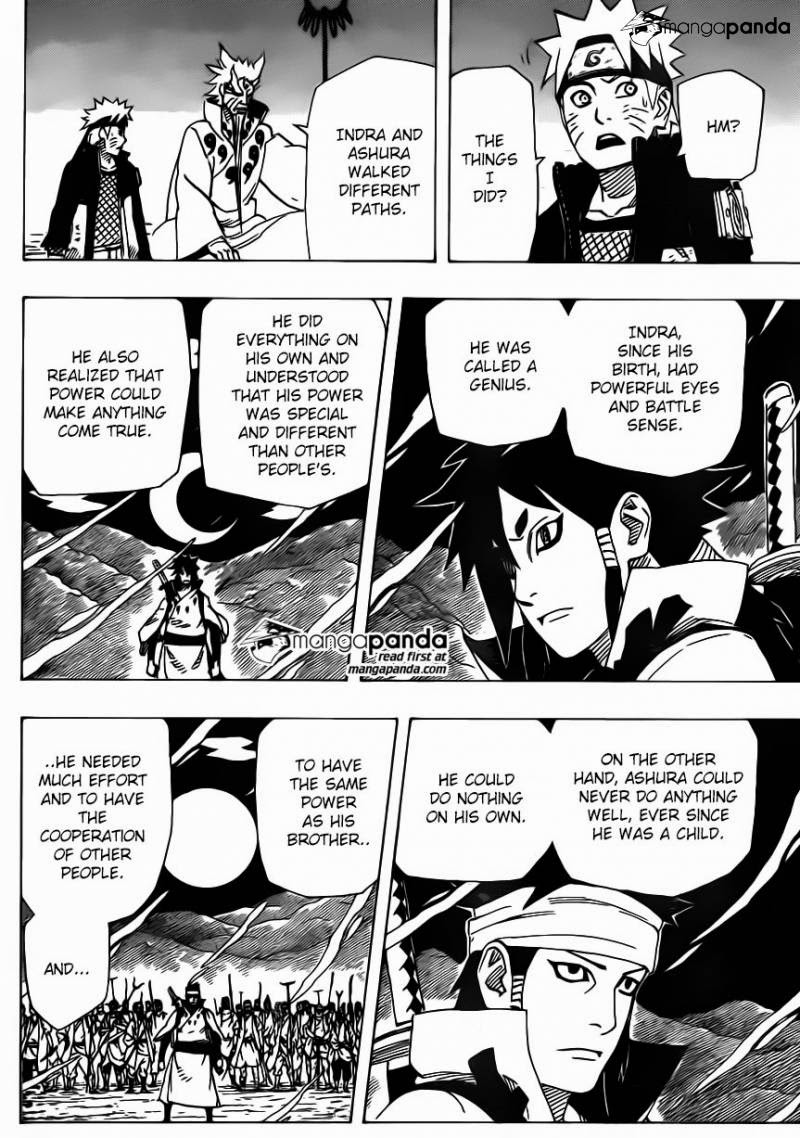 mangapanda
HM?
THE
THINGS
I
DID?
INDRA AND
ASHURA
WALKED
DIFFERENT
PATHS.
INDRA,
SINCE HIS
BIRTH, HAD
POWERFUL EYES
AND BATTLE
SENSE.
HE WAS
CALLED A
GENIUS.
HE DID
EVERYTHING ON
HIS OWN AND
UNDERSTOOD
THAT HIS POWER
WAS SPECIAL
AND DIFFERENT
THAN OTHER
PEOPLE'S.
HE ALSO
REALIZED THAT
POWER COULD
MAKE ANYTHING
COME TRUE.
mangapanda
read first at
mangapanda.com
ON THE OTHER
HAND, ASHURA COULD
NEVER DO ANYTHING
WELL, EVER SINCE
HE WAS A CHILD.
HE COULD
DO NOTHING
ON HIS OWN.
TO HAVE
THE SAME
POWER
AS HIS
BROTHER..
..HE NEEDED
MUCH EFFORT
AND TO HAVE
THE
COOPERATION
OF OTHER
PEOPLE.
AND...